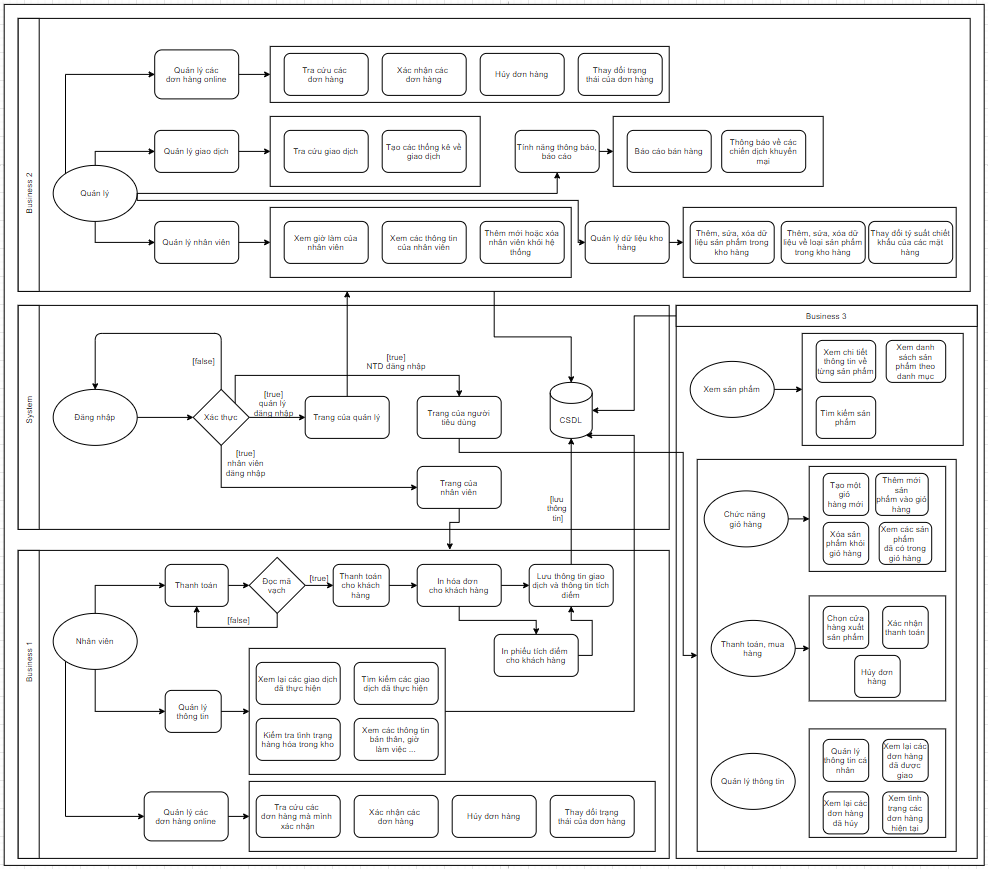 Business 2
Quản lý
Quản lý các
đơn hàng online
Tra cứu các
đơn hàng
Xác nhận các
đơn hàng
Hủy đơn hàng
Thay đổi trạng
thái của đơn hàng
Quản lý giao dịch
Tra cứu giao dịch
Tạo các thống kê về
giao dịch
Tính năng thông báo,
báo cáo
Báo cáo bán hàng
Thông báo về các
chiến dịch khuyến
mại
Quản lý nhân viên
Xem giờ làm của
nhân viên
Xem các thông tin
của nhân viên
Thêm mới hoặc xóa
nhân viên khỏi hệ
thống
Quản lý dữ liệu kho
hàng
Thêm, sửa, xóa dữ
liệu sản phẩm trong
kho hàng
Thêm, sửa, xóa dữ
liệu về loại sản phẩm
trong kho hàng
Thay đổi tỷ suất chiết
khấu của các mặt
hàng
System
Đăng nhập
[false]
Xác thực
[true]
quản lý
đăng nhập
[true]
NTD đăng nhập
[true]
nhân viên
đăng nhập
Trang của quản lý
Trang của người
tiêu dùng
Trang của
nhân viên
CSDL
[lưu
thông
tin]
Business 1
Nhân viên
Thanh toán
Đọc mã
vạch
[true]
[false]
Thanh toán
cho khách
hàng
In hóa đơn
cho khách hàng
Lưu thông tin giao
dịch và thông tin tích
điểm
In phiếu tích điểm
cho khách hàng
Quản lý
thông tin
Xem lại các giao dịch
đã thực hiện
Tìm kiếm các giao
dịch đã thực hiện
Kiểm tra tình trạng
hàng hóa trong kho
Xem các thông tin
bản thân, giờ
làm việc ...
Quản lý các
đơn hàng online
Tra cứu các
đơn hàng mà mình
xác nhận
Xác nhận các
đơn hàng
Hủy đơn hàng
Thay đổi trạng
thái của đơn hàng
Business 3
Xem sản phẩm
Xem chi tiết
thông tin về
từng sản phẩm
Xem danh
sách sản
phẩm theo
danh mục
Tìm kiếm sản
phẩm
Chức năng
giỏ hàng
Tạo một
giỏ
hàng mới
Thêm mới
sản
phẩm vào giỏ
hàng
Xóa sản
phẩm khỏi
giỏ hàng
Xem các sản
phẩm
đã có trong
giỏ hàng
Thanh toán, mua
hàng
Chọn cửa
hàng xuất
sản phẩm
Xác nhận
thanh toán
Hủy đơn
hàng
Quản lý thông tin
Quản lý
thông tin cá
nhân
Xem lại các
đơn hàng
đã được
giao
Xem lại các
đơn hàng
đã hủy
Xem tình
trạng các
đơn hàng
hiện tại